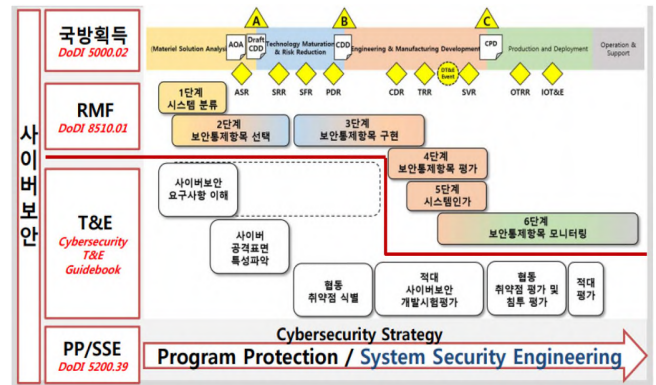 국방획득
DoDI 5000.02
A
B
C
(Materiel Solution Analysis
AOA
Draft
CDD
Technology Maturation
& Risk Reduction
CDD
Engineering & Manufacturing Development
CPD
Production and Deployment
Operation &
Support
ASR
SRR
SFR
PDR
CDR
TRR
DT&E
Event
SVR
OTRR
IOT&E
사이버보안
RMF
DoDI 8510.01
1단계
시스템 분류
2단계
보안통제항목 선택
3단계
보안통제항목 구현
4단계
보안통제항목 평가
5단계
시스템인가
6단계
보안통제항목 모니터링
T&E
Cybersecurity
T&E
Guidebook
사이버보안
요구사항 이해
사이버
공격표면
특성파악
협동
취약점 식별
적대
사이버보안
개발시험평가
협동
취약점 평가 및
침투 평가
적대
평가
PP/SSE
DoDI 5200.39
Cybersecurity Strategy
Program Protection / System Security Engineering